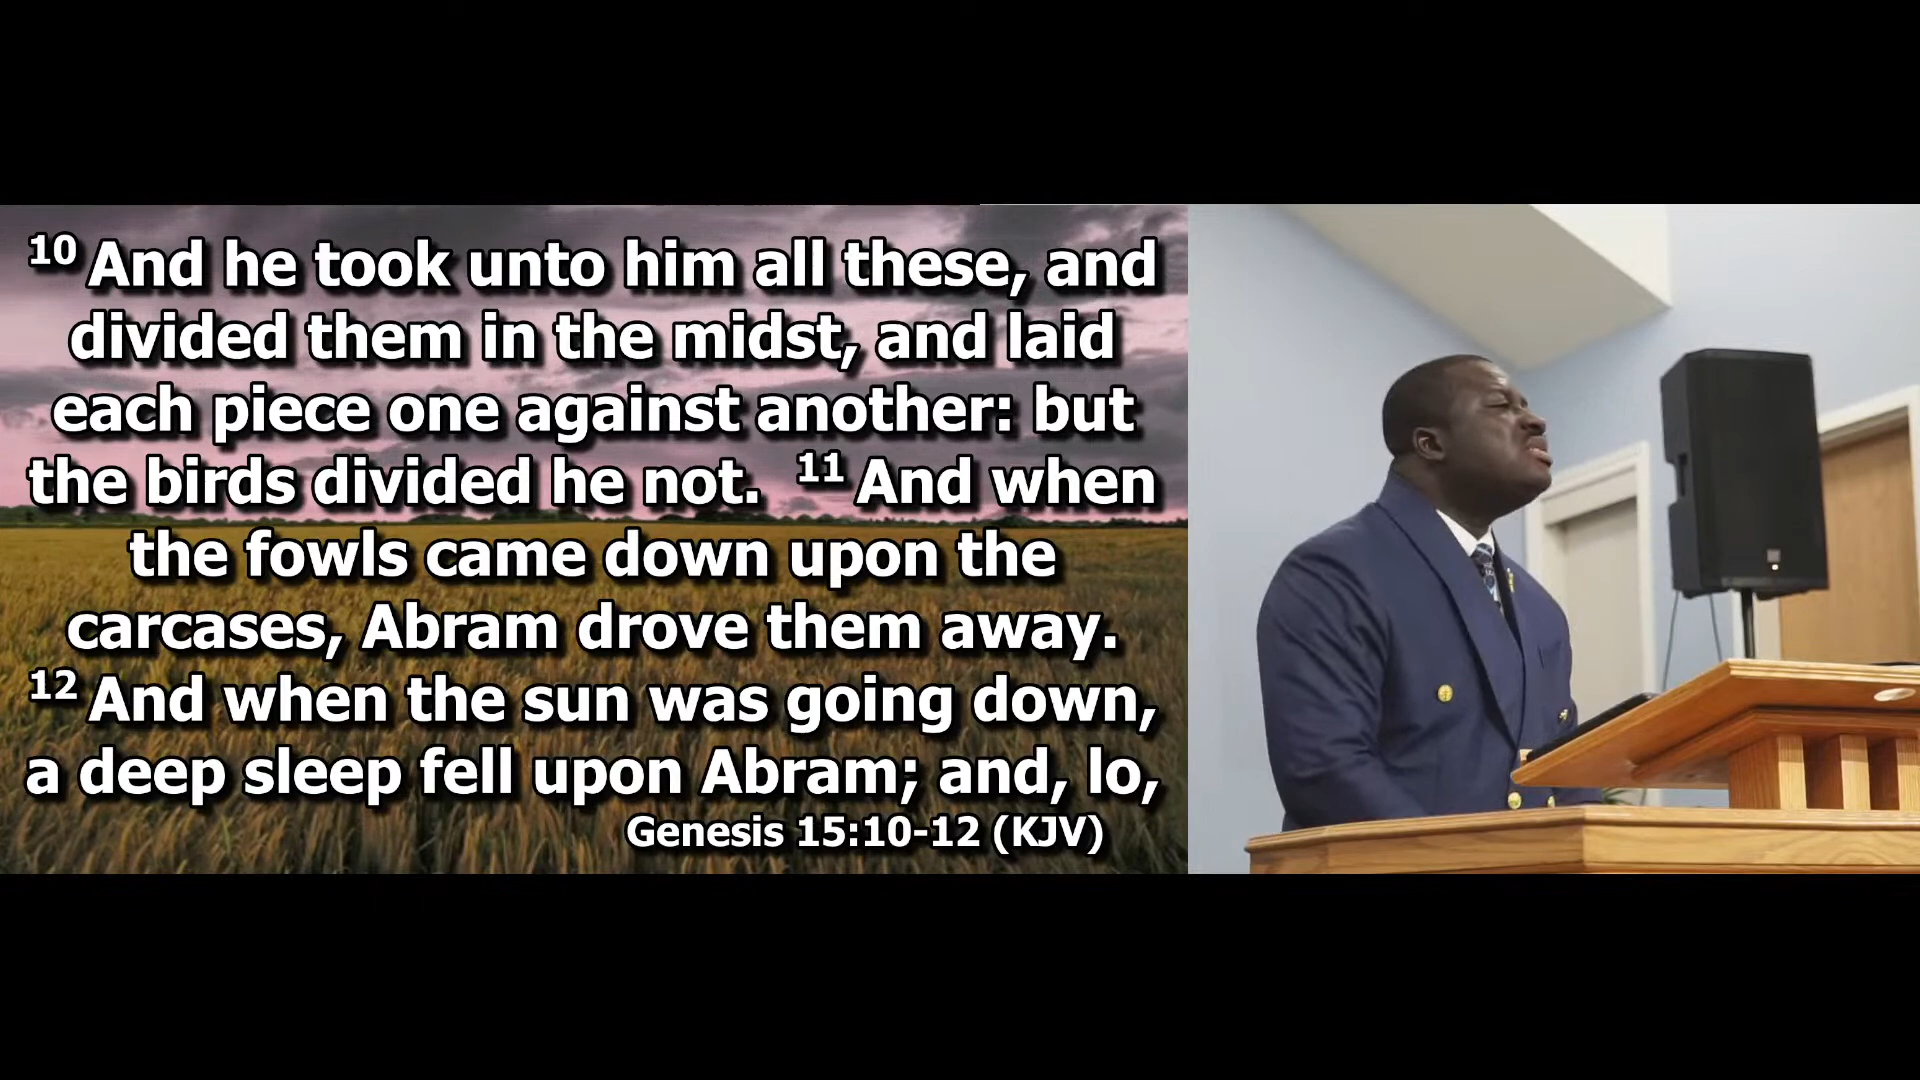 10 And he took unto him all these, and
divided them in the midst, and laid
each piece one against another: but
the birds divided he not. 11 And when
the fowls came down upon the
carcases, Abram drove them away.
12 And when the sun was going down,
a deep sleep fell upon Abram; and, lo,
Genesis 15:10-12 (KJV)